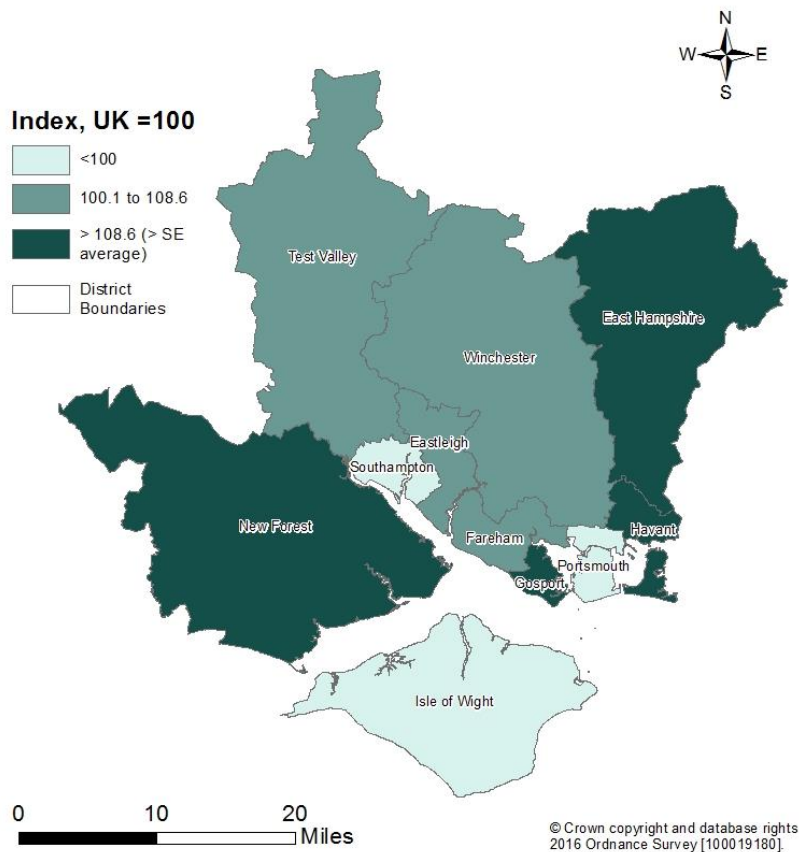 N
W E
S
Index, UK =100
<100
100.1 to 108.6
> 108.6 (> SE
average)
District
Boundaries
Test Valley
East Hampshire
Winchester
Eastleigh
Southampton
New Forest
Fareham
Havant
Portsmouth
Gosport
Isle of Wight
0 10 20
Miles
© Crown copyright and database rights
2016 Ordnance Survey [100019180].